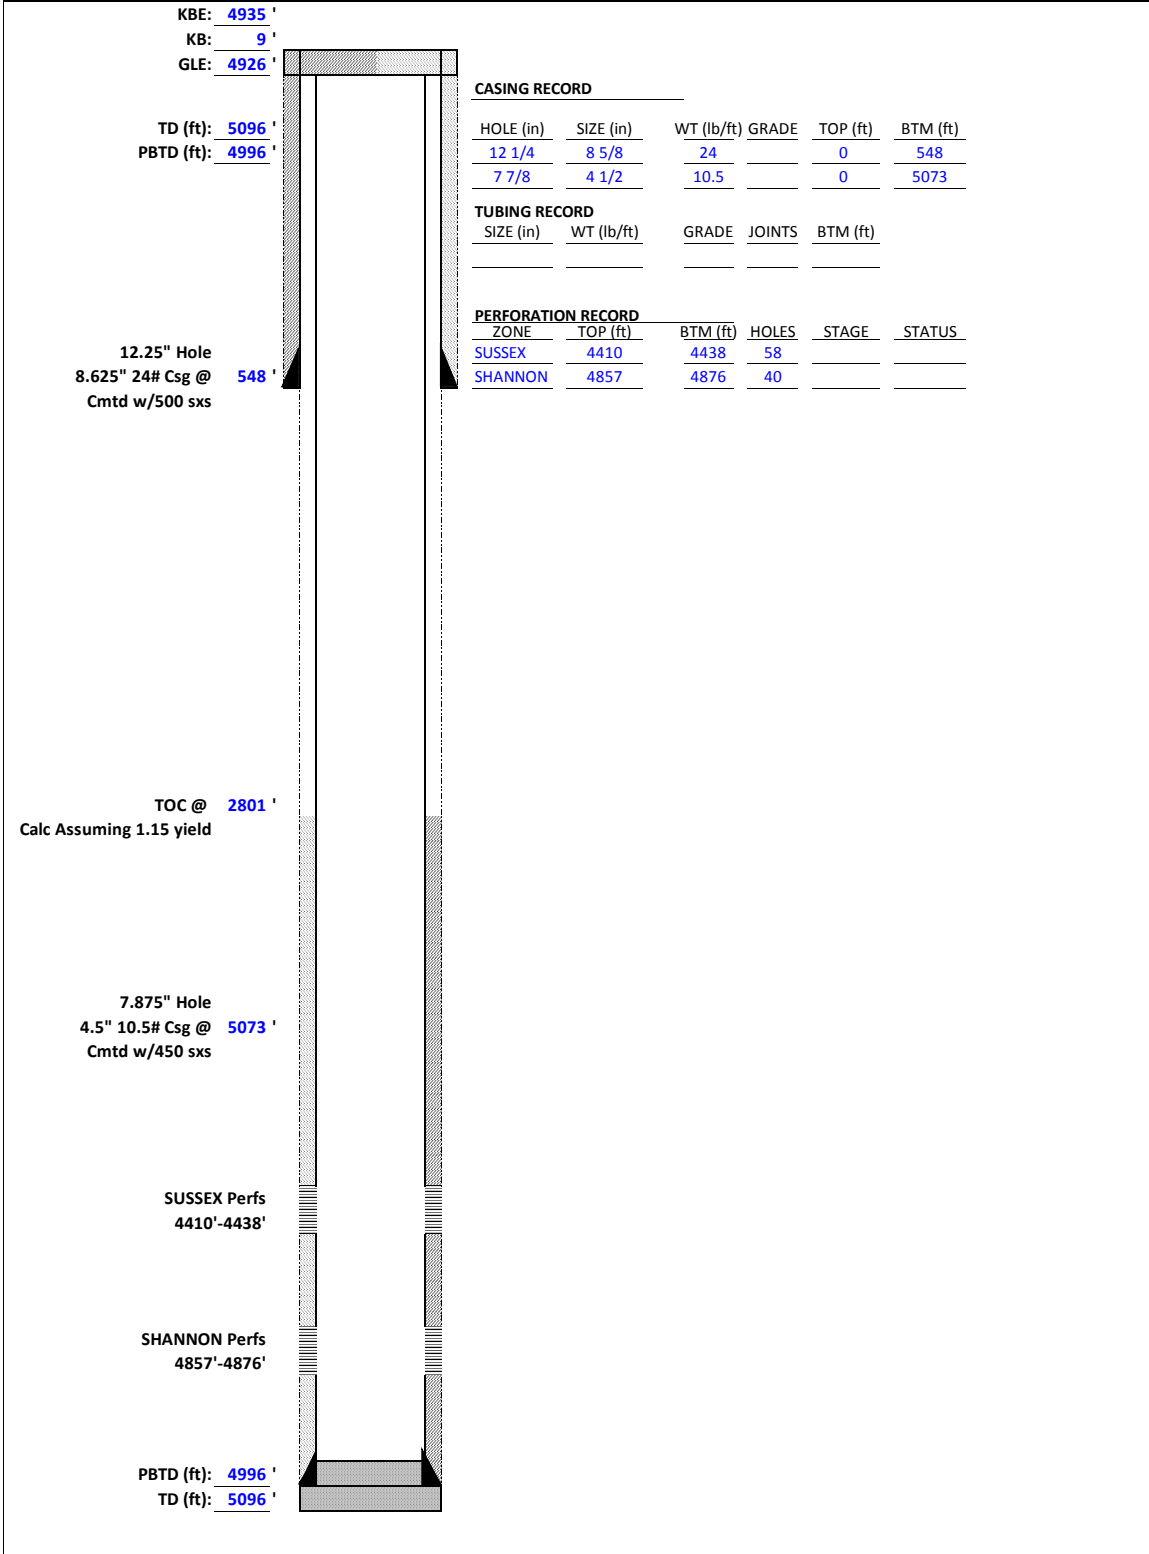 KBE: 4935 '
KB: 9 '
GLE: 4926 '
CASING RECORD
TD (ft): 5096 '
HOLE (in) SIZE (in) WT (lb/ft) GRADE TOP (ft) BTM (ft)
PBTD (ft): 4996 '
12 1/4 8 5/8 24 0 548
7 7/8 4 1/2 10.5 0 5073
TUBING RECORD
SIZE (in) WT (lb/ft) GRADE JOINTS BTM (ft)
PERFORATION RECORD
ZONE TOP (ft) BTM (ft) HOLES STAGE STATUS
SUSSEX 4410 4438 58
SHANNON 4857 4876 40
12.25" Hole
8.625" 24# Csg @ 548 '
Cmtd w/500 sxs
TOC @ 2801 '
Calc Assuming 1.15 yield
7.875" Hole
4.5" 10.5# Csg @ 5073 '
Cmtd w/450 sxs
SUSSEX Perfs
4410'-4438'
SHANNON Perfs
4857'-4876'
PBTD (ft): 4996 '
TD (ft): 5096 '